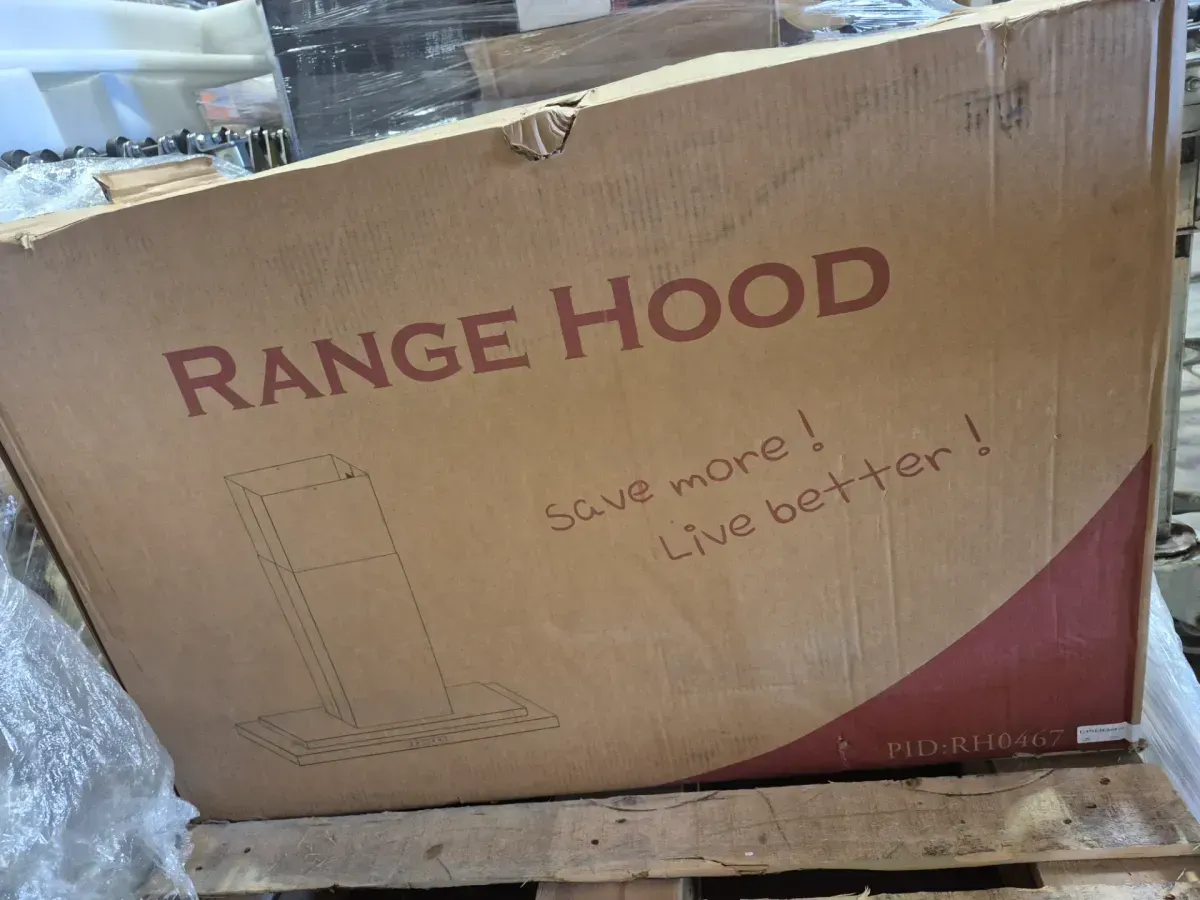 RANGE HOOD
Save more!
Live better!
PID:RH0467